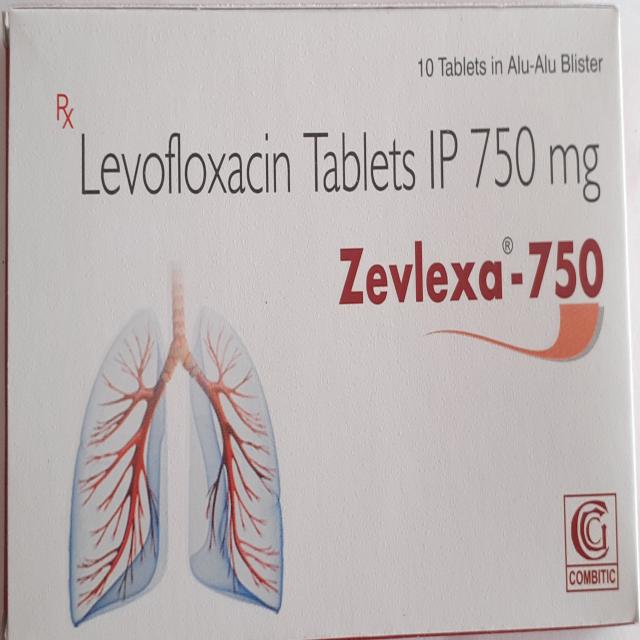 10 Tablets in Alu-Alu Blister
Rx
Levofloxacin Tablets IP 750 mg
Zevlexa®-750
COMBITIC